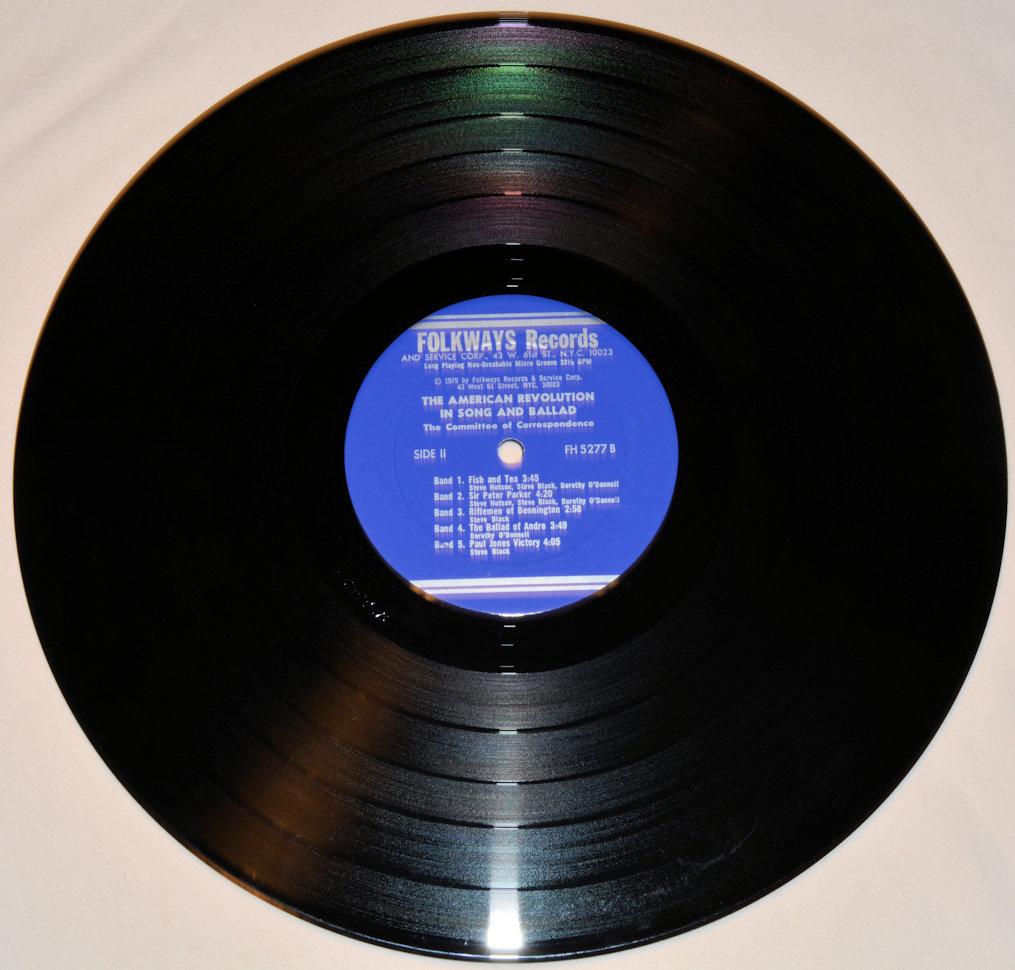 FOLKWAYS Records
AND SERVICE CORP., 43 W. 61st ST., N.Y.C. 10023
Long Playing Non-Breakable Micro Groove 33⅓ RPM
© 1975 by Folkways Records & Service Corp.
43 West 61 Street, NYC, 10023
THE AMERICAN REVOLUTION
IN SONG AND BALLAD
The Committee of Correspondence
SIDE II FH 5277 B
Band 1. Fish and Tea 3:45
Steve Hutson, Steve Black, Dorothy O'Donnell
Band 2. Sir Peter Parker 4:20
Steve Hutson, Steve Black, Dorothy O'Donnell
Band 3. Riflemen of Bennington 2:58
Steve Black
Band 4. The Ballad of Andre 3:49
Dorothy O'Donnell
Band 5. Paul Jones Victory 4:05
Steve Black